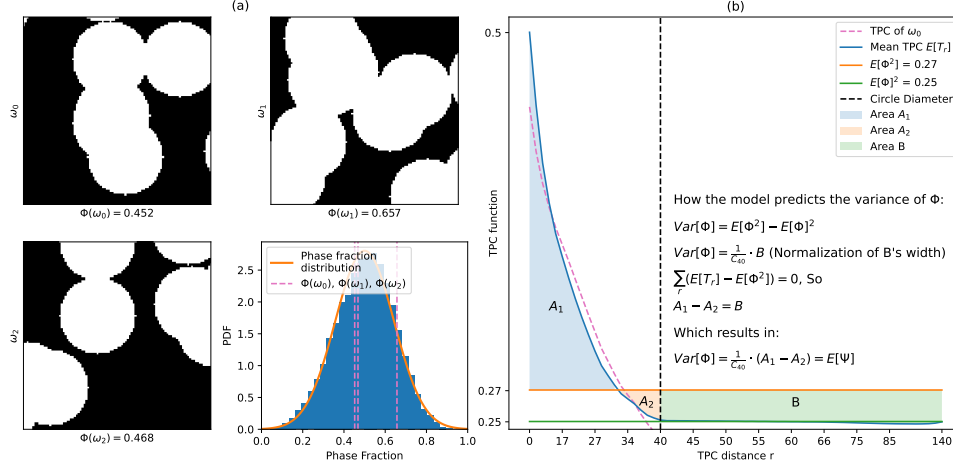 (a)
ω0
Φ(ω0) = 0.452
ω1
Φ(ω1) = 0.657
ω2
Φ(ω2) = 0.468
PDF
2.5
2.0
1.5
1.0
0.5
0.0
Phase fraction
distribution
Φ(ω0), Φ(ω1), Φ(ω2)
0.0 0.2 0.4 0.6 0.8 1.0
Phase Fraction
(b)
TPC function
0.5
0.27
0.25
TPC of ω0
Mean TPC E[Tr]
E[Φ²] = 0.27
E[Φ]² = 0.25
Circle Diameter
Area A1
Area A2
Area B
How the model predicts the variance of Φ:
Var[Φ] = E[Φ²] − E[Φ]²
Var[Φ] = 1/C40 · B (Normalization of B's width)
∑r(E[Tr] − E[Φ²]) = 0, So
A1 − A2 = B
Which results in:
Var[Φ] = 1/C40 · (A1 − A2) = E[Ψ]
A1
A2
B
0 7 17 27 34 40 47 50 55 60 66 75 85 140
TPC distance r